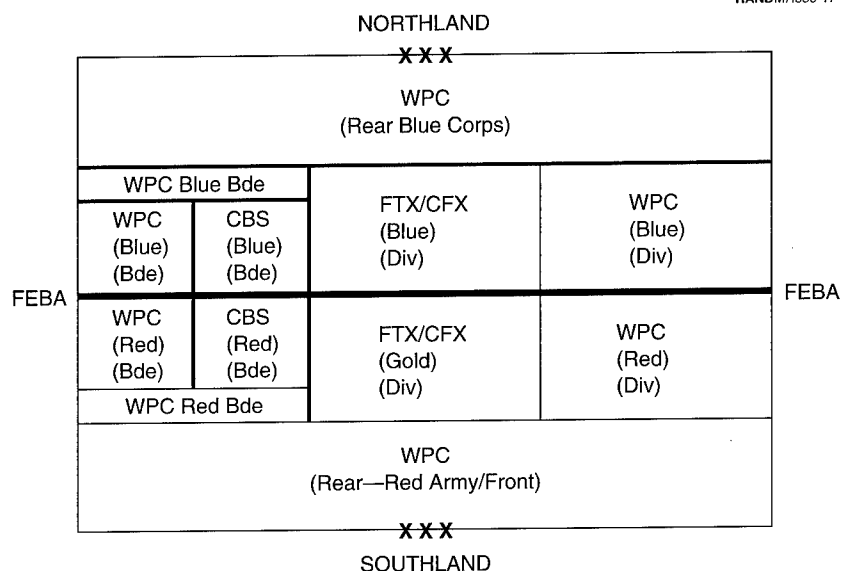 NORTHLAND
XXX
WPC
(Rear Blue Corps)
WPC Blue Bde
WPC
(Blue)
(Bde)
CBS
(Blue)
(Bde)
FTX/CFX
(Blue)
(Div)
WPC
(Blue)
(Div)
FEBA
FEBA
WPC
(Red)
(Bde)
CBS
(Red)
(Bde)
FTX/CFX
(Gold)
(Div)
WPC
(Red)
(Div)
WPC Red Bde
WPC
(Rear—Red Army/Front)
XXX
SOUTHLAND